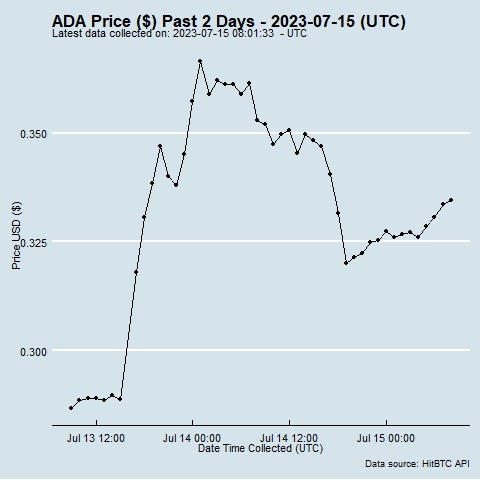 ADA Price ($) Past 2 Days - 2023-07-15 (UTC)
Latest data collected on: 2023-07-15 08:01:33  - UTC
0.350
0.325
0.300
Price USD ($)
Jul 13 12:00
Jul 14 00:00
Jul 14 12:00
Jul 15 00:00
Date Time Collected (UTC)
Data source: HitBTC API